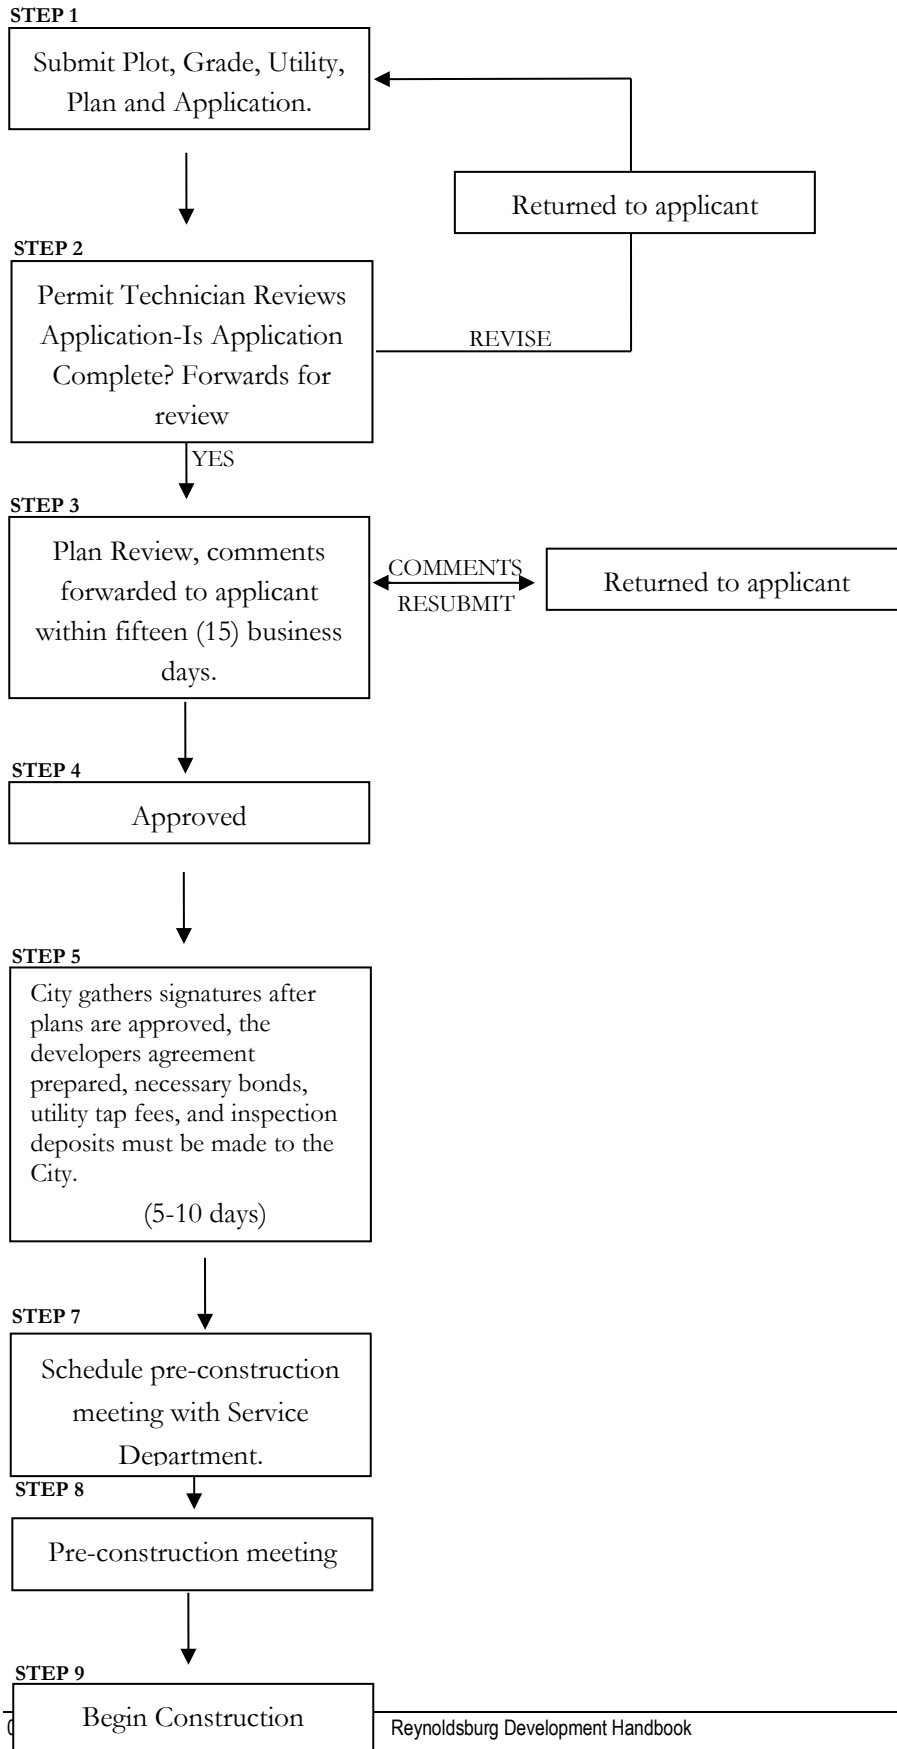 STEP 1
Submit Plot, Grade, Utility,
Plan and Application.
Returned to applicant
STEP 2
Permit Technician Reviews
Application-Is Application
Complete? Forwards for
review
REVISE
YES
STEP 3
Plan Review, comments
forwarded to applicant
within fifteen (15) business
days.
COMMENTS
RESUBMIT
Returned to applicant
STEP 4
Approved
STEP 5
City gathers signatures after
plans are approved, the
developers agreement
prepared, necessary bonds,
utility tap fees, and inspection
deposits must be made to the
City.
(5-10 days)
STEP 7
Schedule pre-construction
meeting with Service
Department.
STEP 8
Pre-construction meeting
STEP 9
Begin Construction
Reynoldsburg Development Handbook